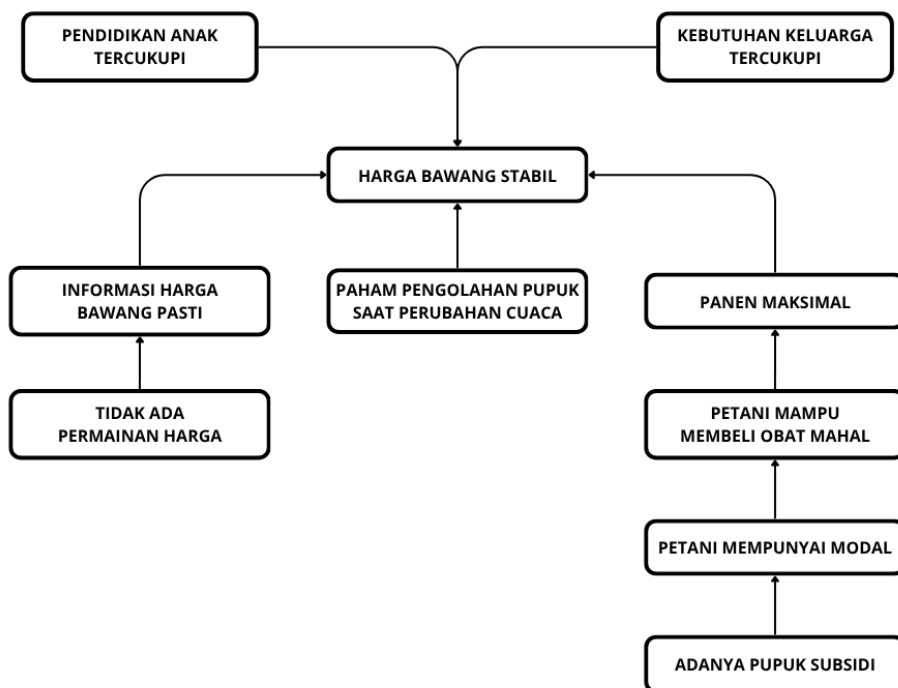 PENDIDIKAN ANAK
TERCUKUPI
KEBUTUHAN KELUARGA
TERCUKUPI
HARGA BAWANG STABIL
INFORMASI HARGA
BAWANG PASTI
PAHAM PENGOLAHAN PUPUK
SAAT PERUBAHAN CUACA
PANEN MAKSIMAL
TIDAK ADA
PERMAINAN HARGA
PETANI MAMPU
MEMBELI OBAT MAHAL
PETANI MEMPUNYAI MODAL
ADANYA PUPUK SUBSIDI